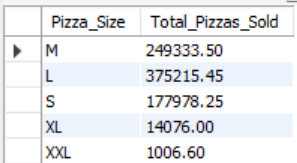 Pizza_Size Total_Pizzas_Sold
M 249333.50
L 375215.45
S 177978.25
XL 14076.00
XXL 1006.60